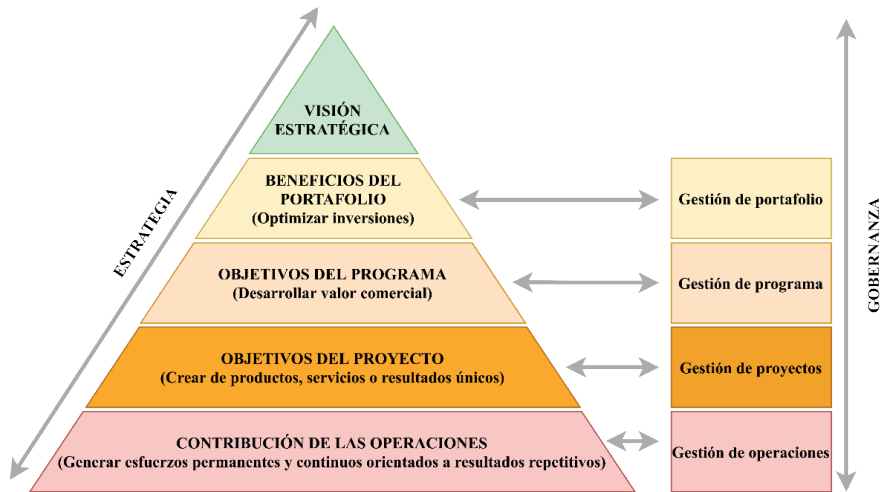 VISIÓN
ESTRATÉGICA
BENEFICIOS DEL
PORTAFOLIO
(Optimizar inversiones)
Gestión de portafolio
OBJETIVOS DEL PROGRAMA
(Desarrollar valor comercial)
Gestión de programa
OBJETIVOS DEL PROYECTO
(Crear de productos, servicios o resultados únicos)
Gestión de proyectos
CONTRIBUCIÓN DE LAS OPERACIONES
(Generar esfuerzos permanentes y continuos orientados a resultados repetitivos)
Gestión de operaciones
ESTRATEGIA
GOBERNANZA